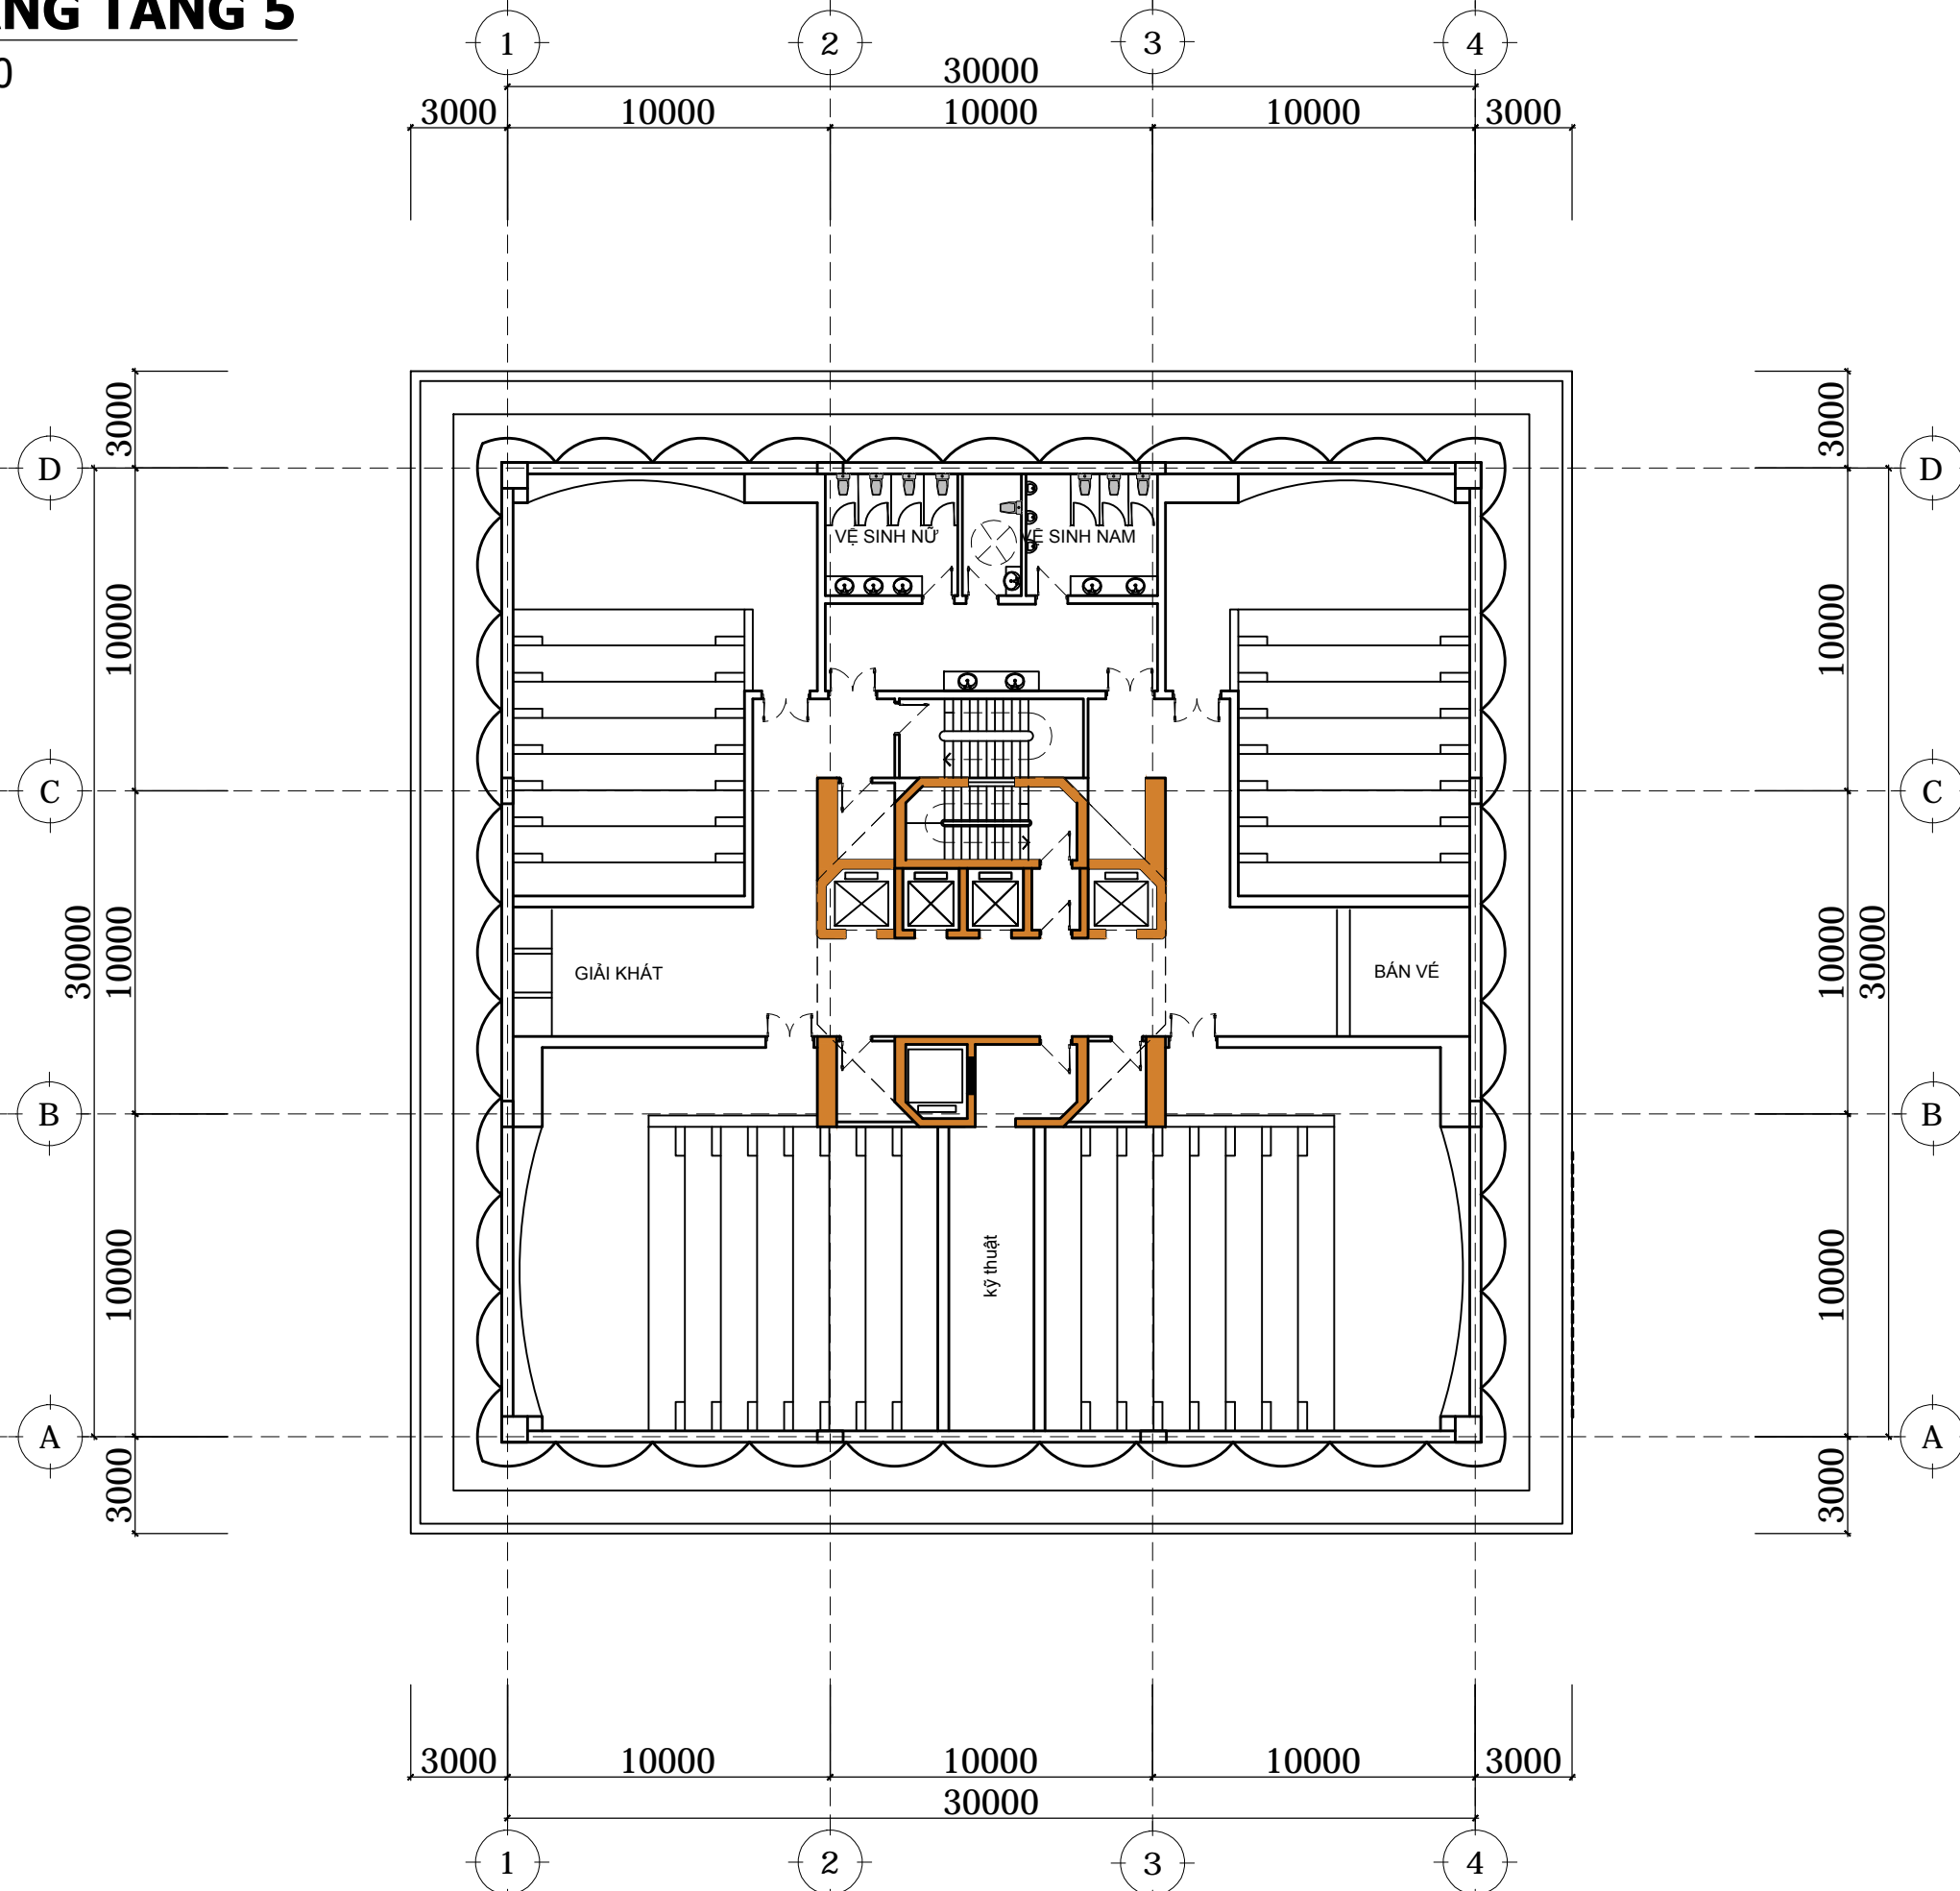 TẦNG 5
0
1 2 3 4
30000
3000 10000 10000 10000 3000
3000
D D
3000
VỆ SINH NỮ VỆ SINH NAM
10000 10000
C C
30000 10000 10000 30000
GIẢI KHÁT BÁN VÉ
B B
kỹ thuật
10000 10000
A A
3000 3000
3000 10000 10000 10000 3000
30000
1 2 3 4